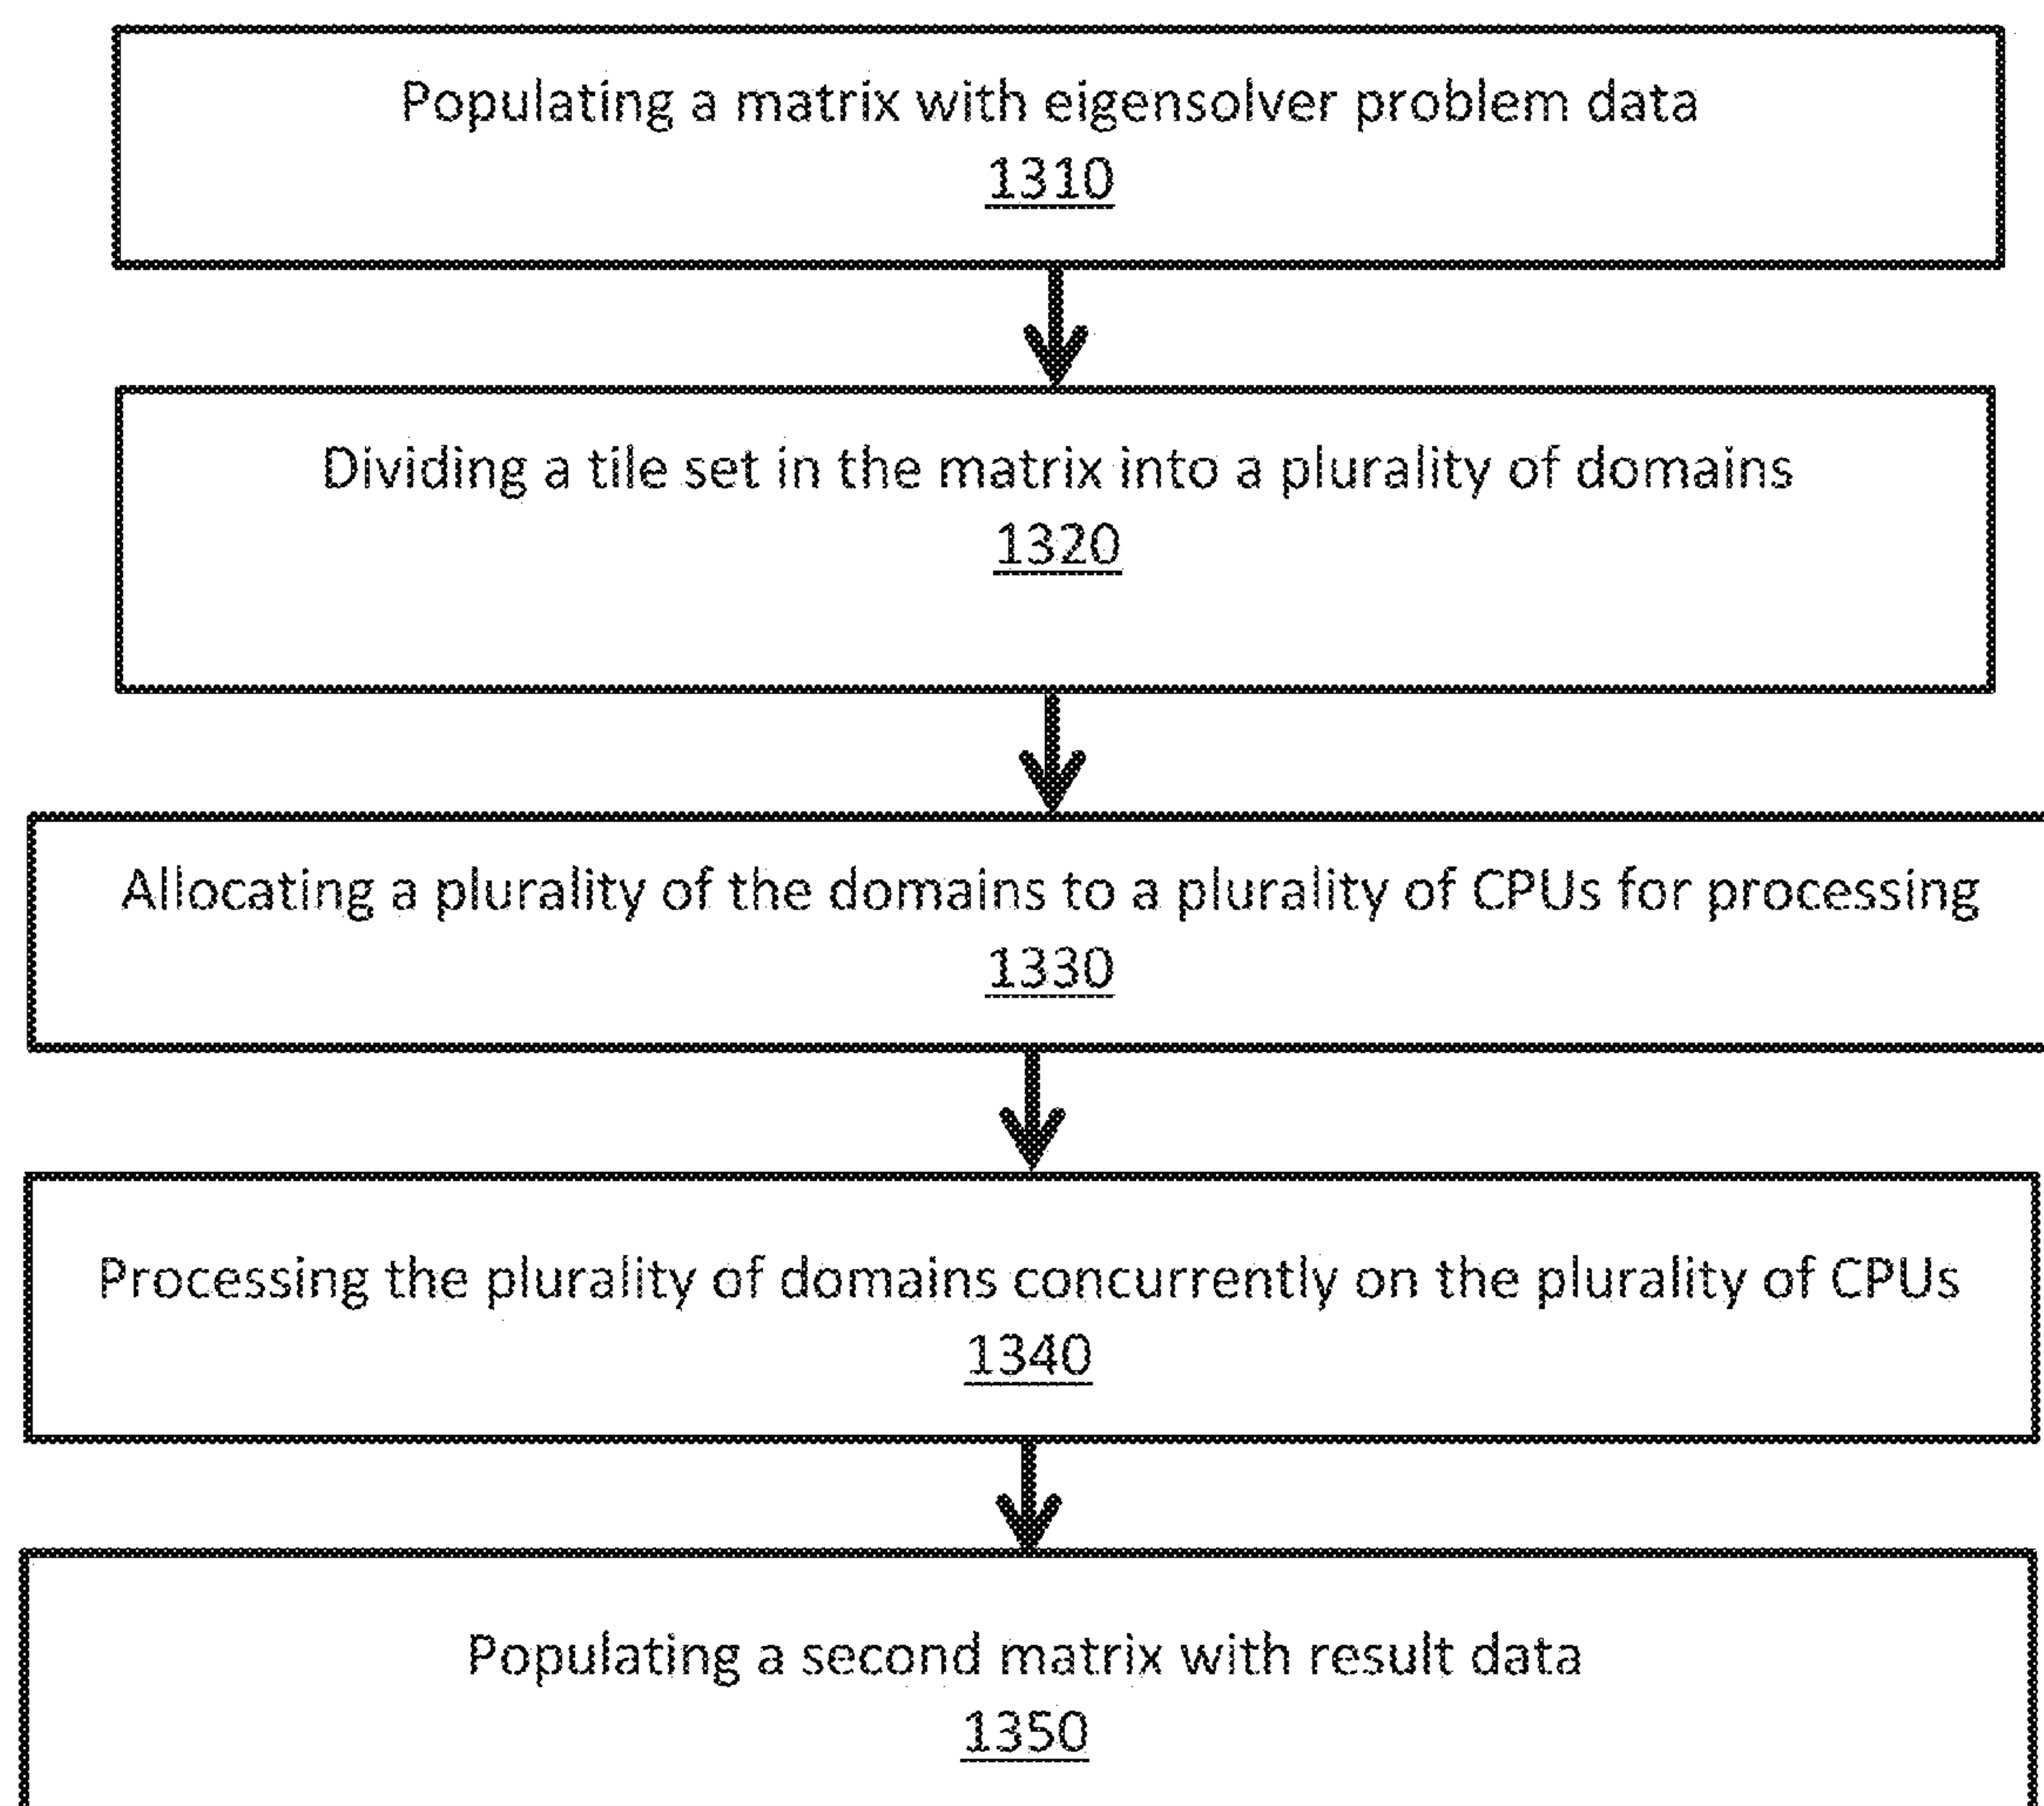 Populating a matrix with eigensolver problem data
1310
Dividing a tile set in the matrix into a plurality of domains
1320
Allocating a plurality of the domains to a plurality of CPUs for processing
1330
Processing the plurality of domains concurrently on the plurality of CPUs
1340
Populating a second matrix with result data
1350